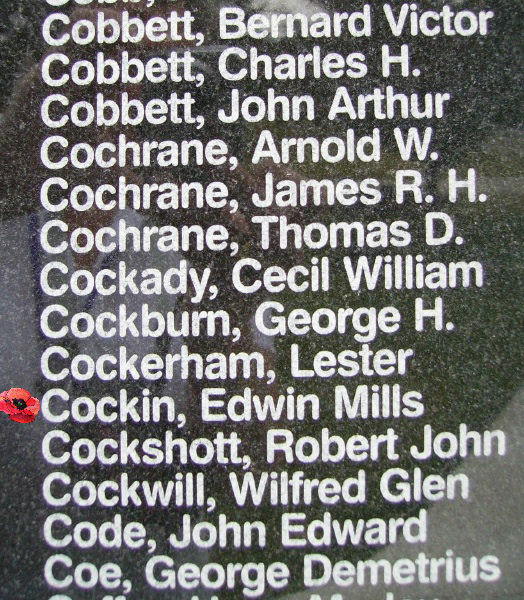 Cobbett, Bernard Victor
Cobbett, Charles H.
Cobbett, John Arthur
Cochrane, Arnold W.
Cochrane, James R. H.
Cochrane, Thomas D.
Cockady, Cecil William
Cockburn, George H.
Cockerham, Lester
Cockin, Edwin Mills
Cockshott, Robert John
Cockwill, Wilfred Glen
Code, John Edward
Coe, George Demetrius